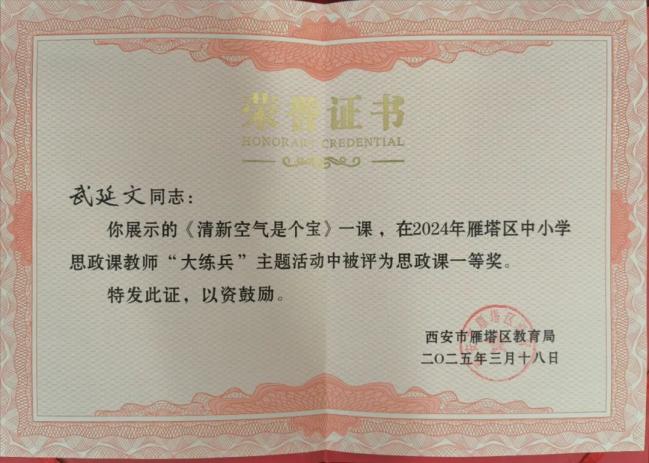 荣誉证书
HONORARY CREDENTIAL
武延文同志：
你展示的《清新空气是个宝》一课，在2024年雁塔区中小学
思政课教师“大练兵”主题活动中被评为思政课一等奖。
特发此证，以资鼓励。
西安市雁塔区教育局
二〇二五年三月十八日